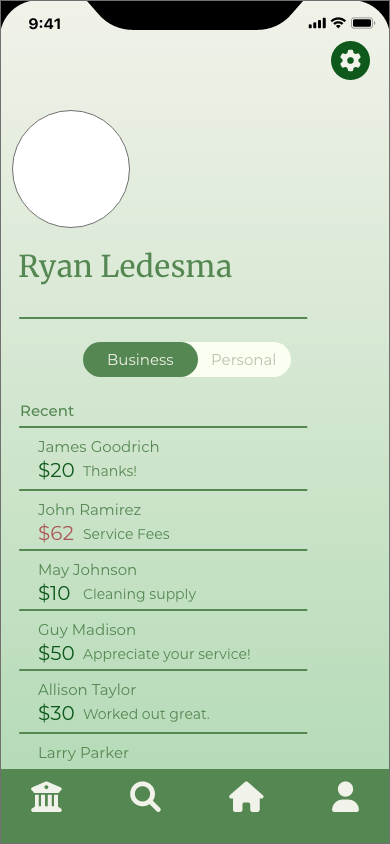 9:41
Ryan Ledesma
Business Personal
Recent
James Goodrich
$20 Thanks!
John Ramirez
$62 Service Fees
May Johnson
$10 Cleaning supply
Guy Madison
$50 Appreciate your service!
Allison Taylor
$30 Worked out great.
Larry Parker